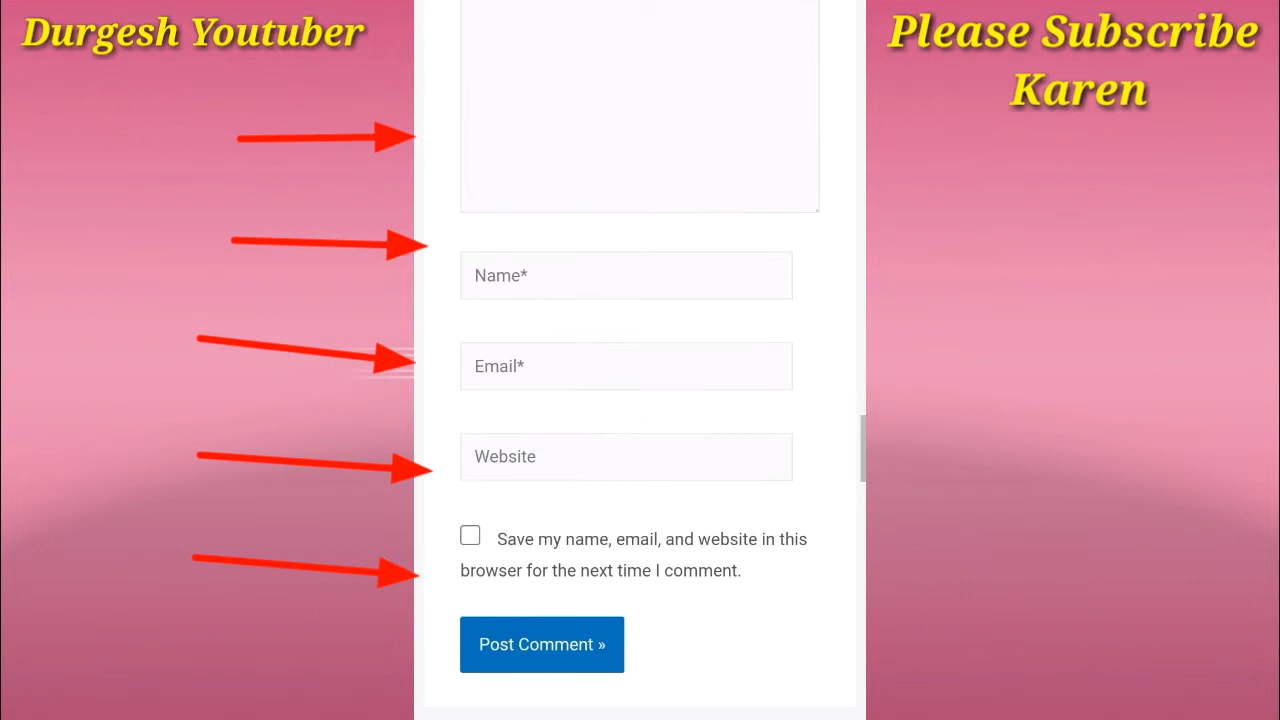 Durgesh Youtuber
Please Subscribe
Karen
Name*
Email*
Website
Save my name, email, and website in this
browser for the next time I comment.
Post Comment »